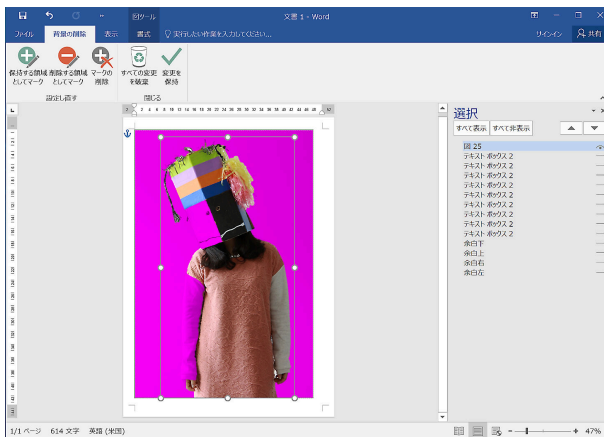 図ツール
文書 1 - Word
ファイル 背景の削除 表示 書式 実行したい作業を入力してください... サインイン 共有
保持する領域 削除する領域 マークの すべての変更 変更を
としてマーク としてマーク 削除 を破棄 保持
設定し直す 閉じる
選択
すべて表示 すべて非表示
図 25
テキスト ボックス 2
テキスト ボックス 2
テキスト ボックス 2
テキスト ボックス 2
テキスト ボックス 2
テキスト ボックス 2
テキスト ボックス 2
テキスト ボックス 2
テキスト ボックス 2
余白下
余白上
余白右
余白左
1/1 ページ 614 文字 英語 (米国) 47%